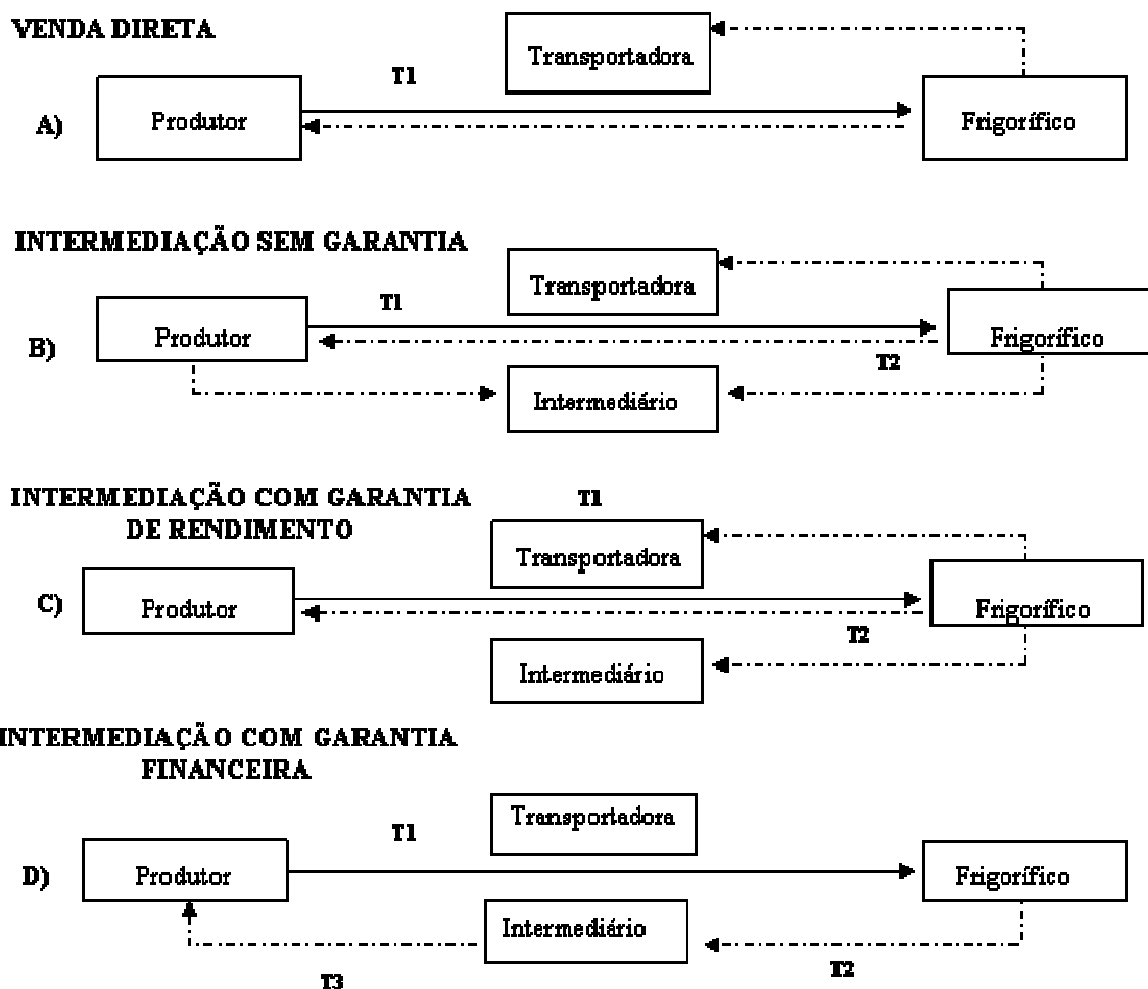 VENDA DIRETA
Transportadora
T1
A)
Produtor
Frigorífico
INTERMEDIAÇÃO SEM GARANTIA
Transportadora
T1
B)
Produtor
Frigorífico
T2
Intermediário
INTERMEDIAÇÃO COM GARANTIA
DE RENDIMENTO
T1
Transportadora
C)
Produtor
Frigorífico
T2
Intermediário
INTERMEDIAÇÃO COM GARANTIA
FINANCEIRA
Transportadora
T1
D)
Produtor
Frigorífico
Intermediário
T3
T2